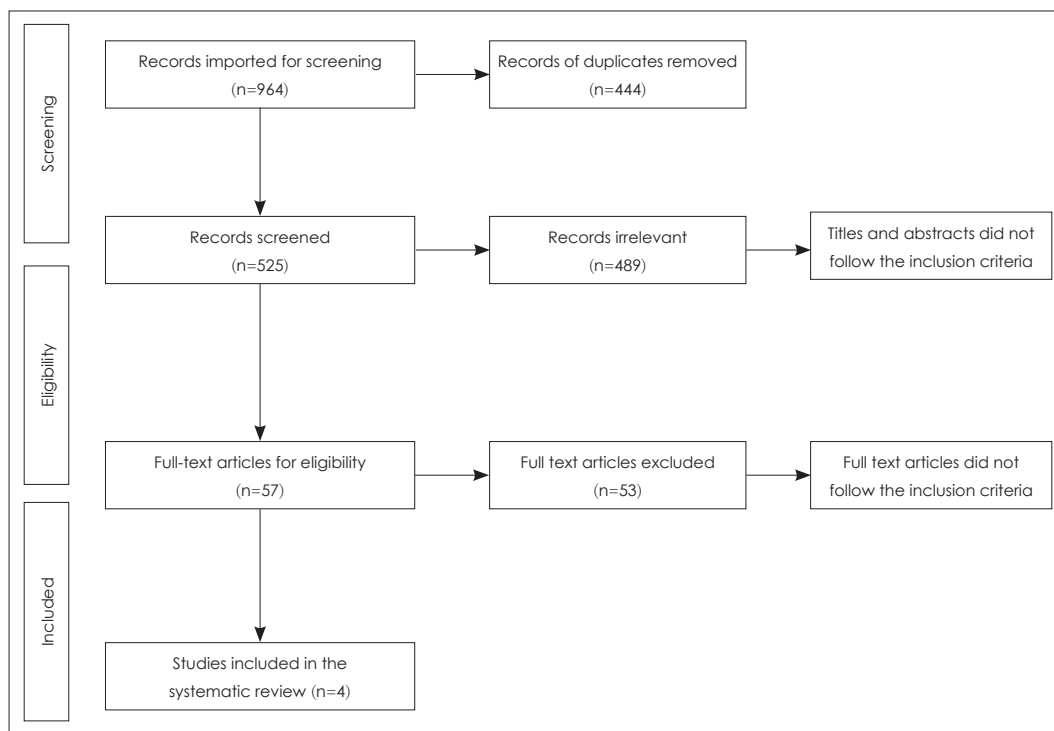 Screening
Records imported for screening
(n=964)
Records of duplicates removed
(n=444)
Records screened
(n=525)
Records irrelevant
(n=489)
Titles and abstracts did not
follow the inclusion criteria
Eligibility
Full-text articles for eligibility
(n=57)
Full text articles excluded
(n=53)
Full text articles did not
follow the inclusion criteria
Included
Studies included in the
systematic review (n=4)